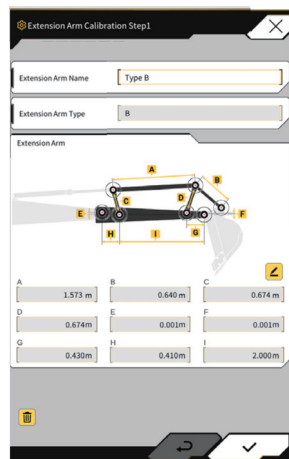 Extension Arm Calibration Step1
Extension Arm Name
Type B
Extension Arm Type
B
Extension Arm
A
B
C
D
E
F
H
I
G
A
B
C
1.573 m
0.640 m
0.674 m
D
E
F
0.674m
0.001m
0.001m
G
H
I
0.430m
0.410m
2.000m